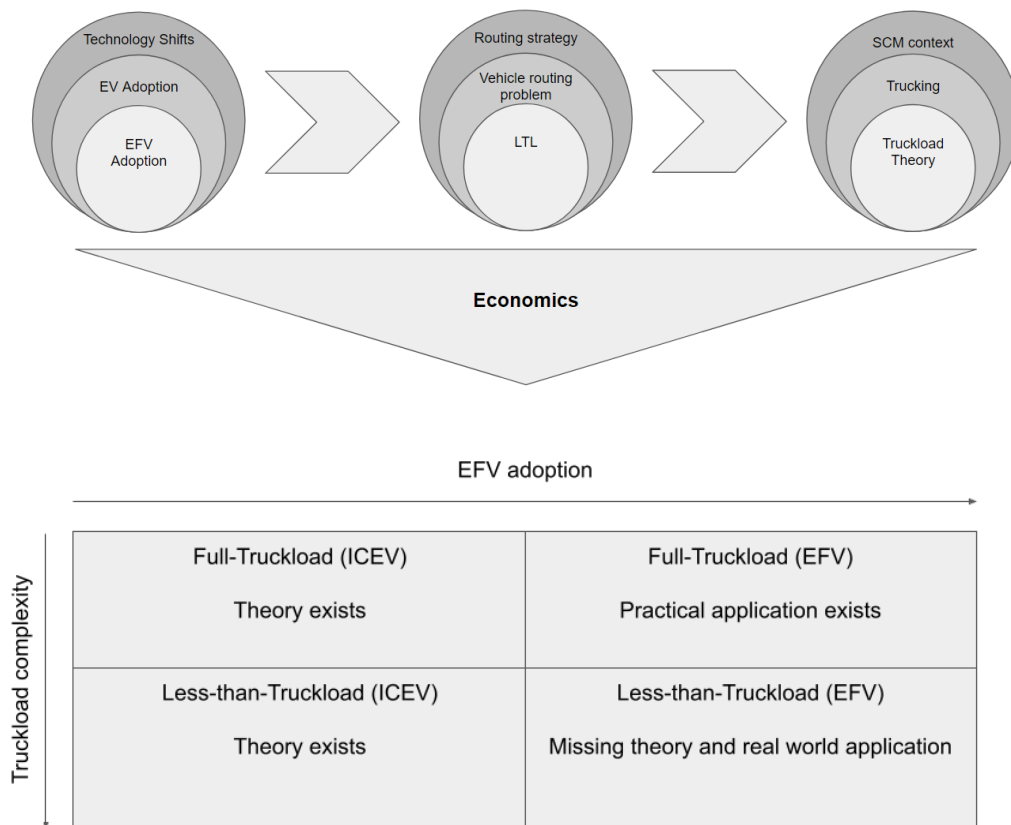 Technology Shifts
EV Adoption
EFV
Adoption
Routing strategy
Vehicle routing
problem
LTL
SCM context
Trucking
Truckload
Theory
Economics
EFV adoption
Truckload complexity
Full-Truckload (ICEV)
Theory exists
Full-Truckload (EFV)
Practical application exists
Less-than-Truckload (ICEV)
Theory exists
Less-than-Truckload (EFV)
Missing theory and real world application